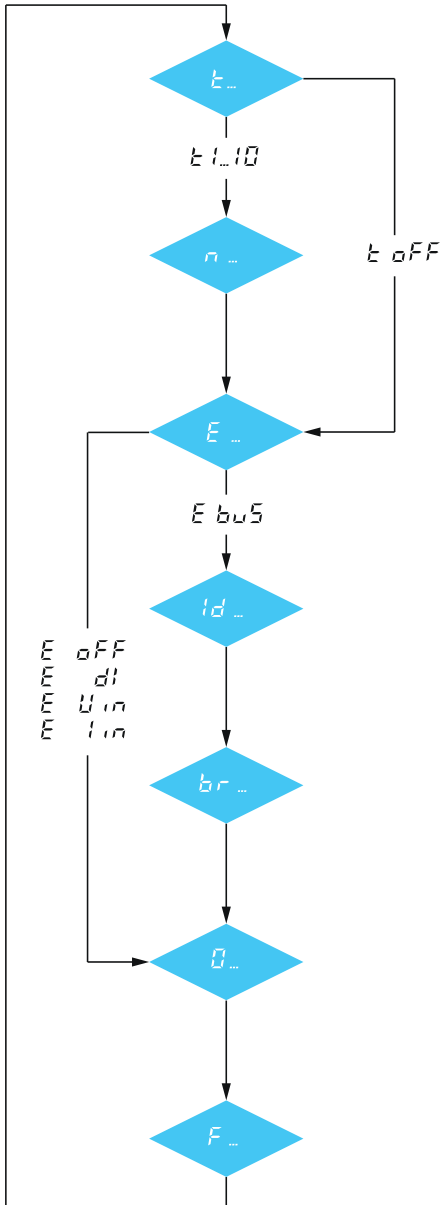 t...
t1...10
n ...
t oFF
E ...
E buS
Id ...
E oFF
E dI
E Uin
E Iin
br ...
O ...
F ...